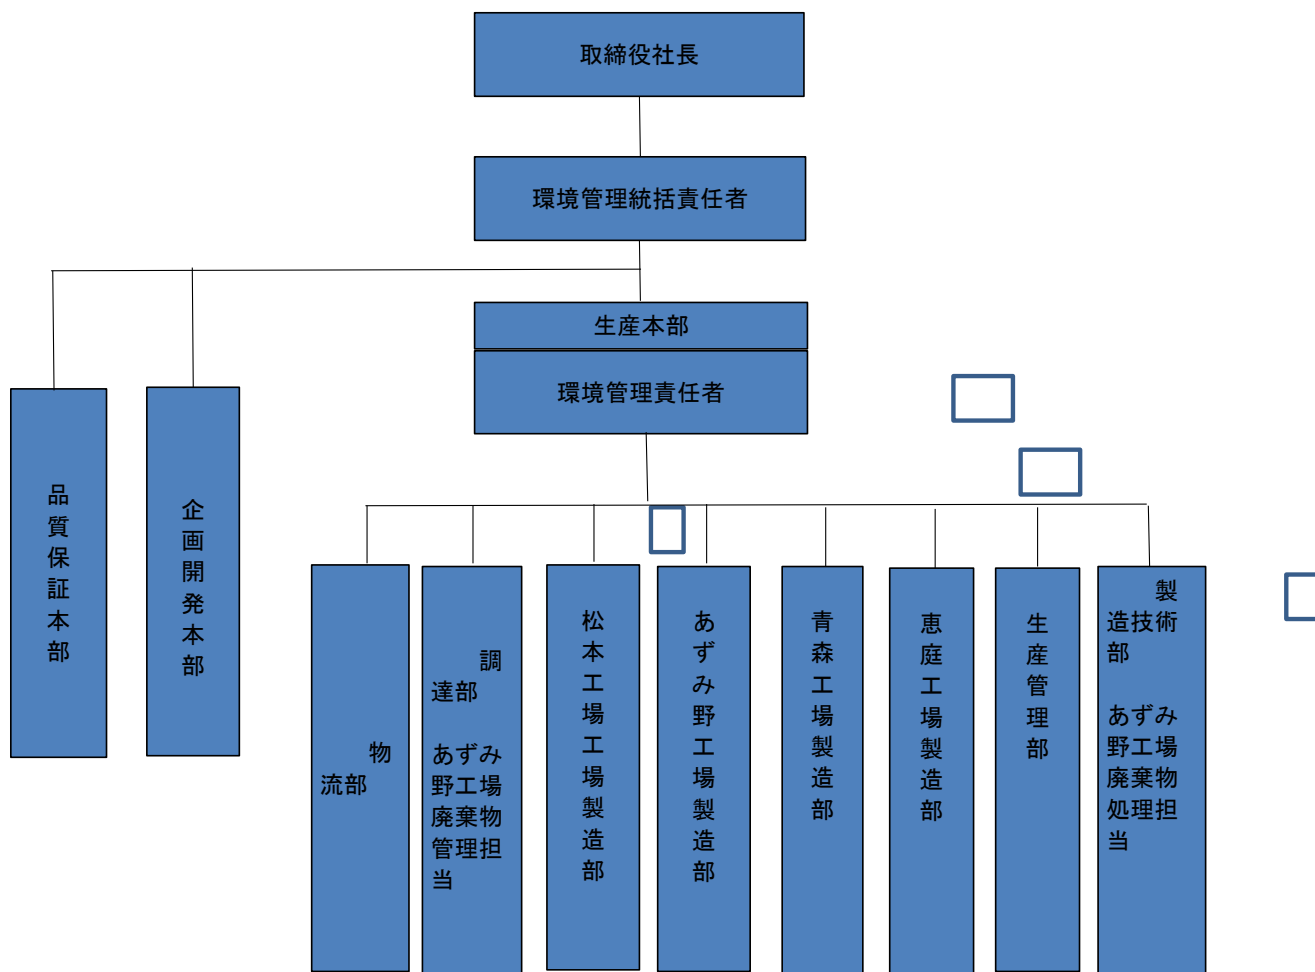 取締役社長
環境管理統括責任者
生産本部
環境管理責任者
品質保証本部
企画開発本部
物
流部
調
達部
あずみ
野工場
廃棄物
管理担
当
松本工場工場製造部
あずみ野工場製造部
青森工場製造部
恵庭工場製造部
生産管理部
製
造技術
部
あずみ
野工場
廃棄物
処理担
当